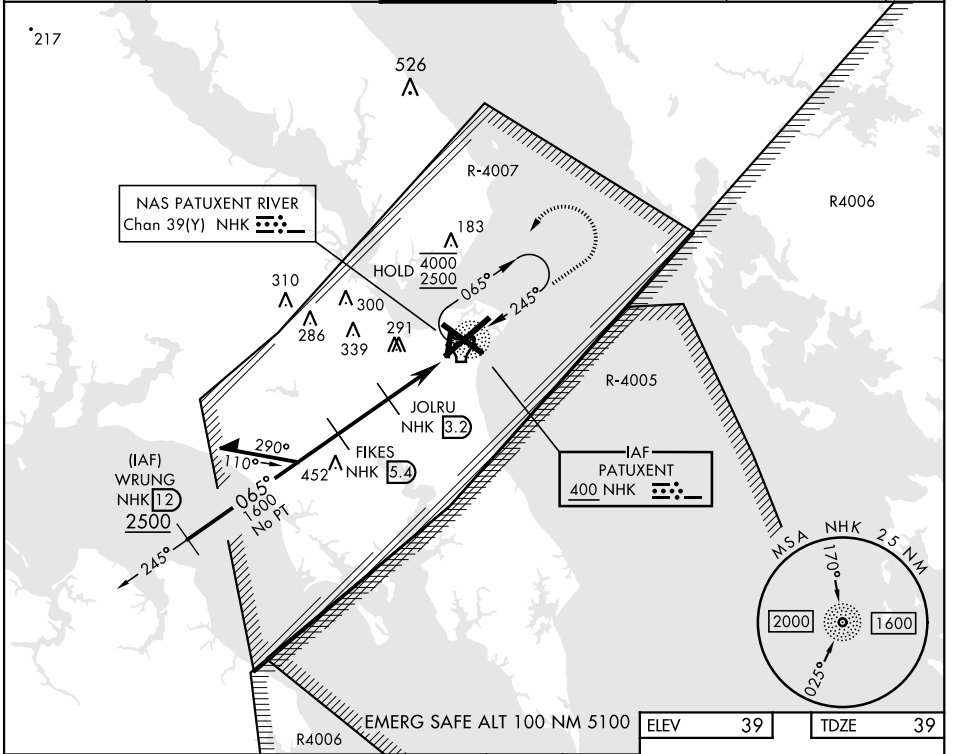 217
526
R-4007
R4006
NAS PATUXENT RIVER
Chan 39(Y) NHK
183
HOLD 4000
2500
065°
245°
310
300
286
339
291
R-4005
JOLRU
NHK 3.2
290°
110°
FIKES
NHK 5.4
452
IAF
PATUXENT
400 NHK
(IAF)
WRUNG
NHK 12
2500
065°
1600
No PT
245°
MSA NHK 25 NM
170°
2000
1600
025°
EMERG SAFE ALT 100 NM 5100
ELEV 39
TDZE 39
R4006